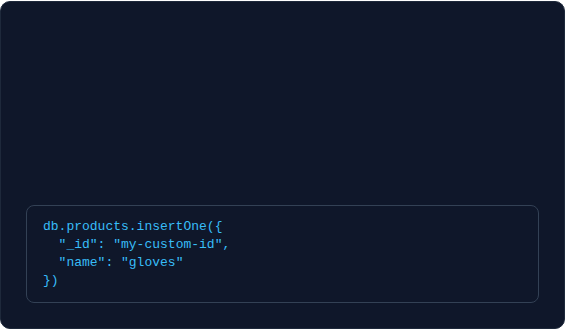 db.products.insertOne({
  "_id": "my-custom-id",
  "name": "gloves"
})